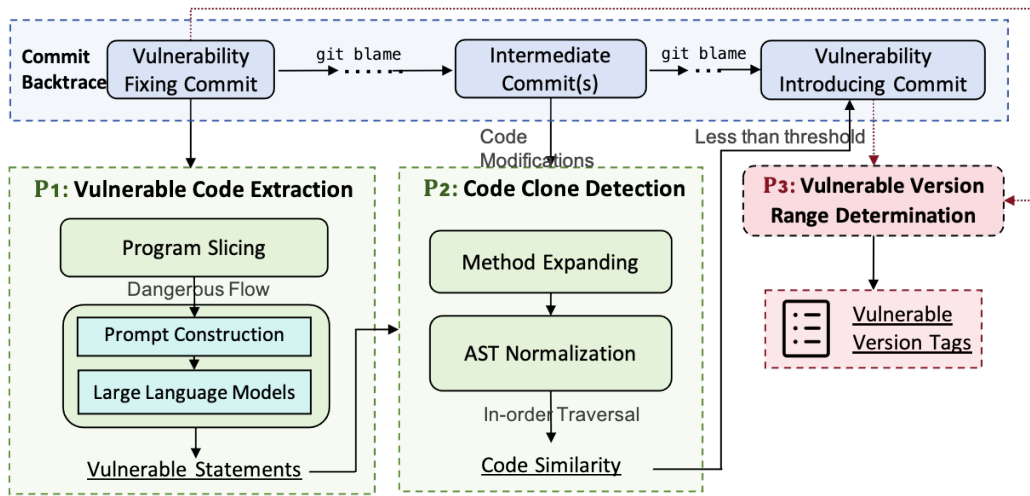 Commit
Backtrace
Vulnerability
Fixing Commit
git blame
Intermediate
Commit(s)
git blame
Vulnerability
Introducing Commit
Code
Modifications
Less than threshold
P1: Vulnerable Code Extraction
Program Slicing
Dangerous Flow
Prompt Construction
Large Language Models
Vulnerable Statements
P2: Code Clone Detection
Method Expanding
AST Normalization
In-order Traversal
Code Similarity
P3: Vulnerable Version
Range Determination
Vulnerable
Version Tags